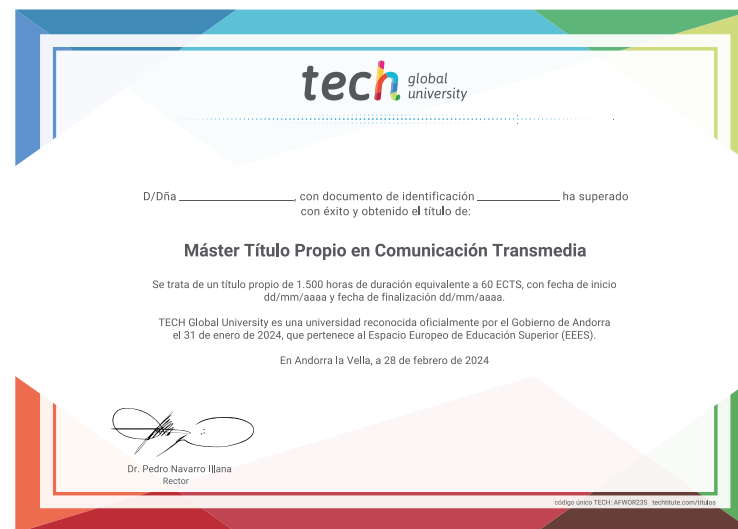 tech global university
D/Dña ____________, con documento de identificación ____________ ha superado
con éxito y obtenido el título de:
Máster Título Propio en Comunicación Transmedia
Se trata de un título propio de 1.500 horas de duración equivalente a 60 ECTS, con fecha de inicio
dd/mm/aaaa y fecha de finalización dd/mm/aaaa.
TECH Global University es una universidad reconocida oficialmente por el Gobierno de Andorra
el 31 de enero de 2024, que pertenece al Espacio Europeo de Educación Superior (EEES).
En Andorra la Vella, a 28 de febrero de 2024
Dr. Pedro Navarro Illana
Rector
código único TECH: AFWOR23S techtitute.com/titulos